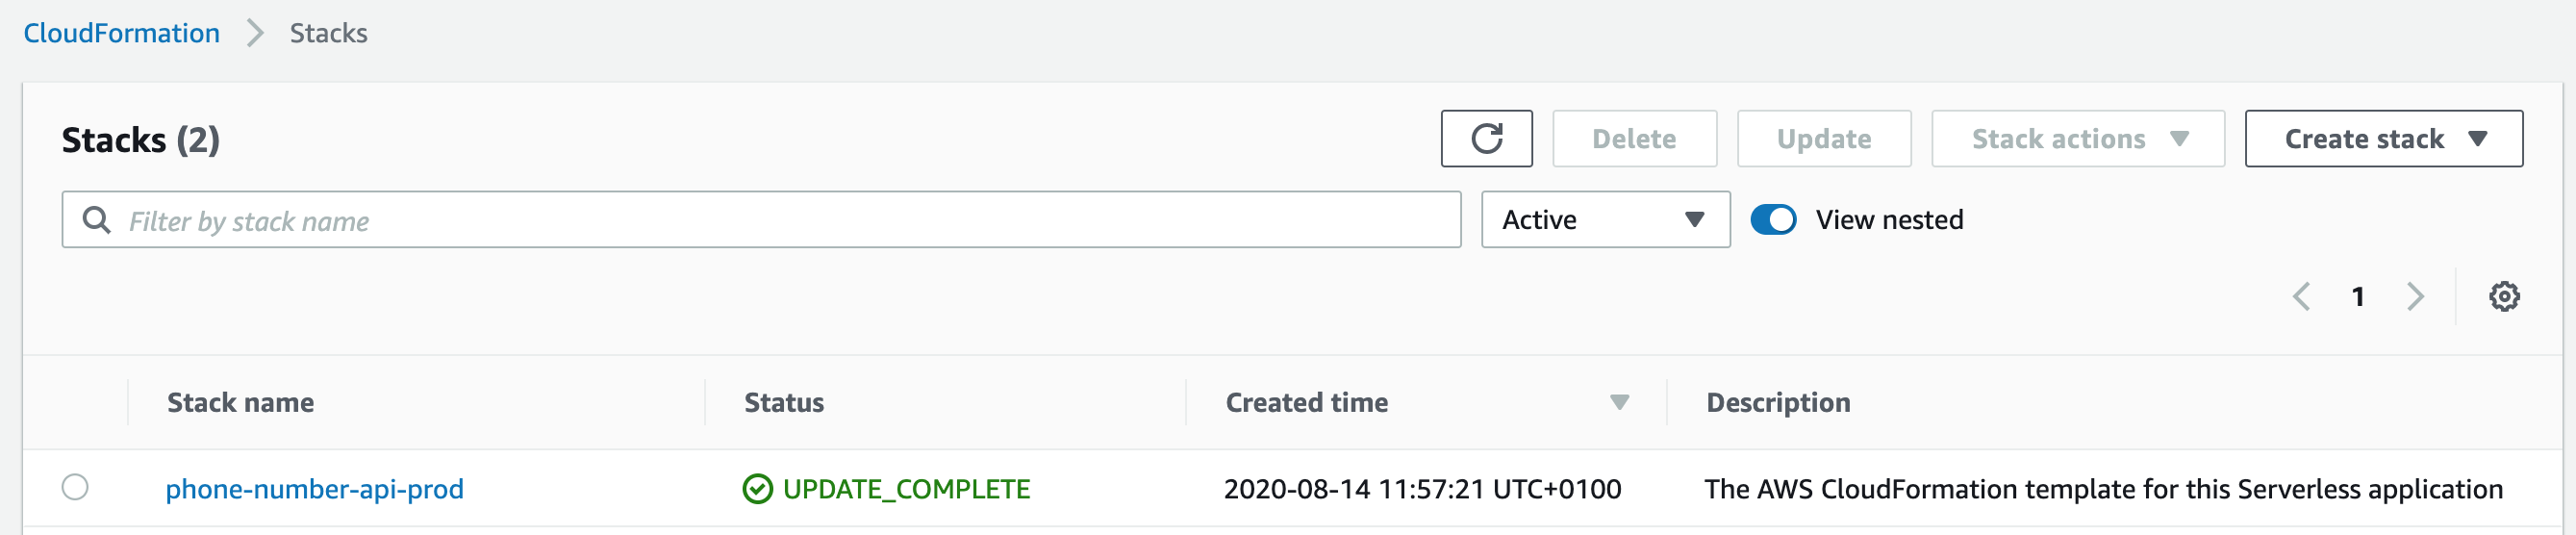 CloudFormation Stacks
Stacks (2) Delete Update Stack actions Create stack
Filter by stack name Active View nested
1
Stack name Status Created time Description
phone-number-api-prod UPDATE_COMPLETE 2020-08-14 11:57:21 UTC+0100 The AWS CloudFormation template for this Serverless application